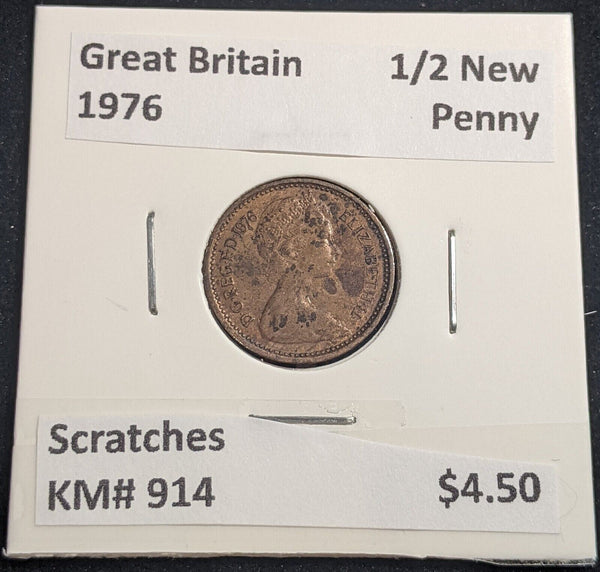 Great Britain 1/2 New
1976 Penny
D·G·REG·F·D·1976 ELIZABETH·II
Scratches
KM# 914 $4.50